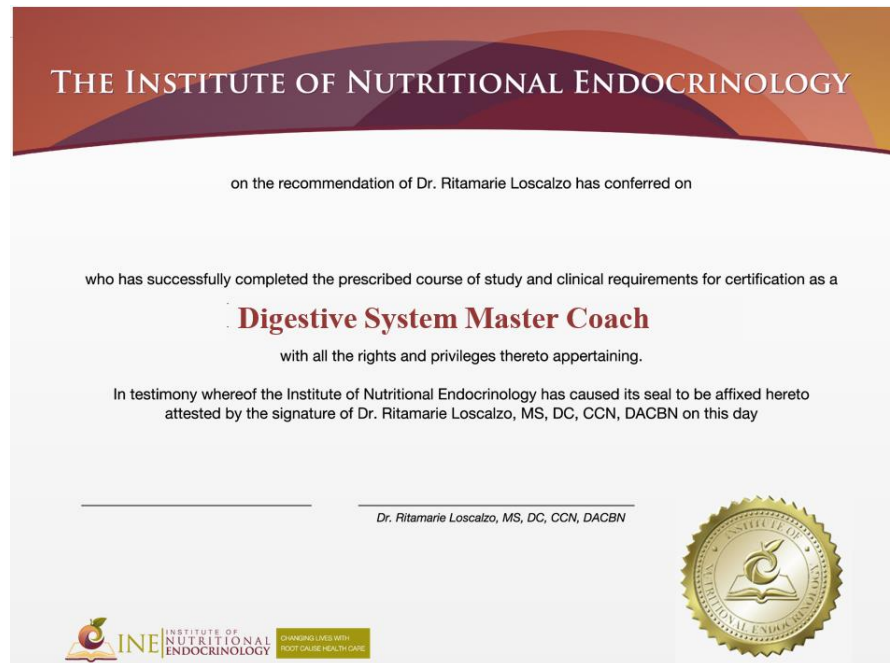 THE INSTITUTE OF NUTRITIONAL ENDOCRINOLOGY
on the recommendation of Dr. Ritamarie Loscalzo has conferred on
who has successfully completed the prescribed course of study and clinical requirements for certification as a
Digestive System Master Coach
with all the rights and privileges thereto appertaining.
In testimony whereof the Institute of Nutritional Endocrinology has caused its seal to be affixed hereto
attested by the signature of Dr. Ritamarie Loscalzo, MS, DC, CCN, DACBN on this day
Dr. Ritamarie Loscalzo, MS, DC, CCN, DACBN
INSTITUTE OF
NUTRITIONAL ENDOCRINOLOGY
INE
INSTITUTE OF
NUTRITIONAL
ENDOCRINOLOGY
CHANGING LIVES WITH
ROOT CAUSE HEALTH CARE